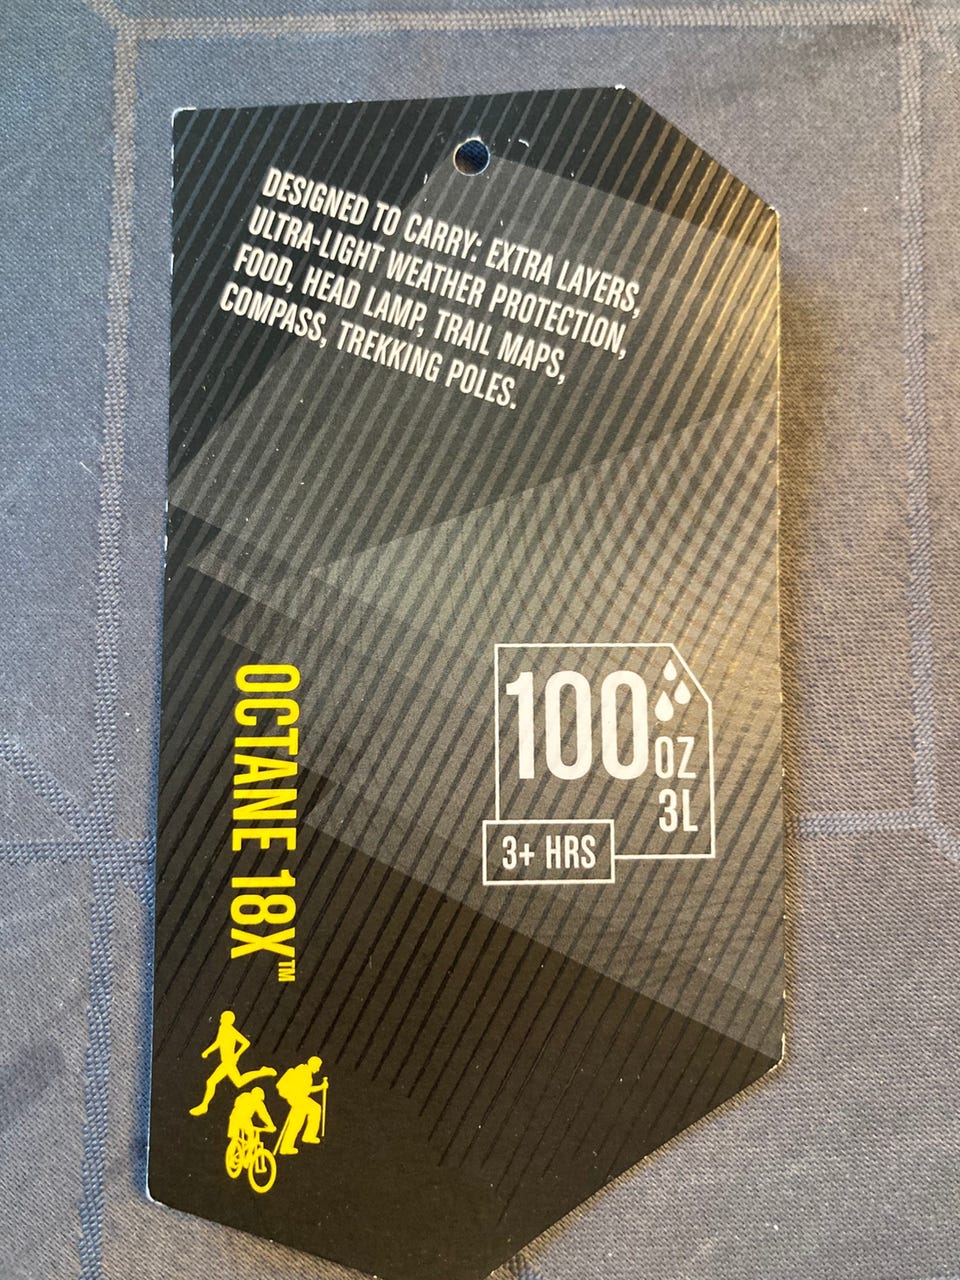 DESIGNED TO CARRY: EXTRA LAYERS,
ULTRA-LIGHT WEATHER PROTECTION,
FOOD, HEAD LAMP, TRAIL MAPS,
COMPASS, TREKKING POLES.
100 OZ
3L
3+ HRS
OCTANE 18X™